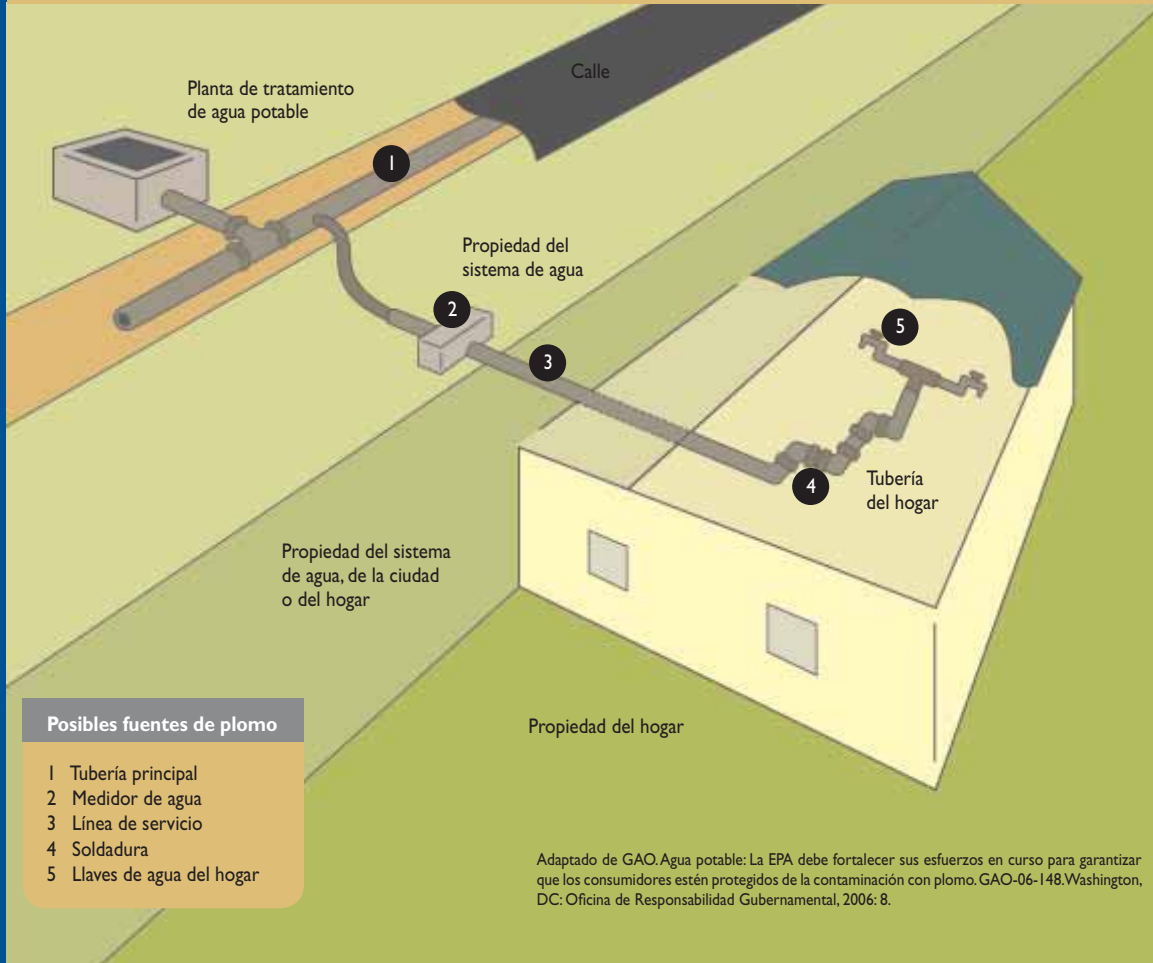 Calle
Planta de tratamiento
de agua potable
1
Propiedad del
sistema de agua
2
3
5
4
Tubería
del hogar
Propiedad del sistema
de agua, de la ciudad
o del hogar
Propiedad del hogar
Posibles fuentes de plomo
1 Tubería principal
2 Medidor de agua
3 Línea de servicio
4 Soldadura
5 Llaves de agua del hogar
Adaptado de GAO. Agua potable: La EPA debe fortalecer sus esfuerzos en curso para garantizar
que los consumidores estén protegidos de la contaminación con plomo. GAO-06-148. Washington,
DC: Oficina de Responsabilidad Gubernamental, 2006: 8.